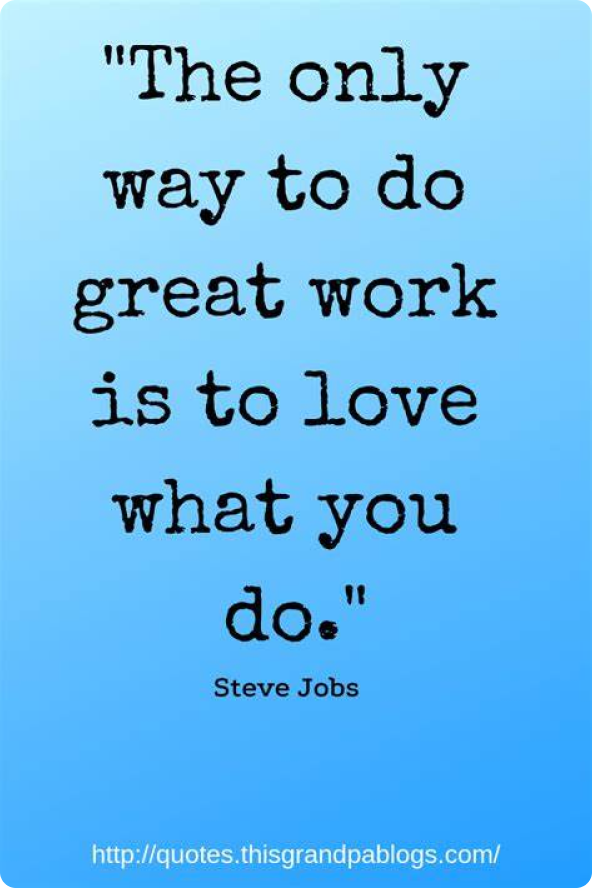 "The only
way to do
great work
is to love
what you
do."
Steve Jobs
http://quotes.thisgrandpablogs.com/